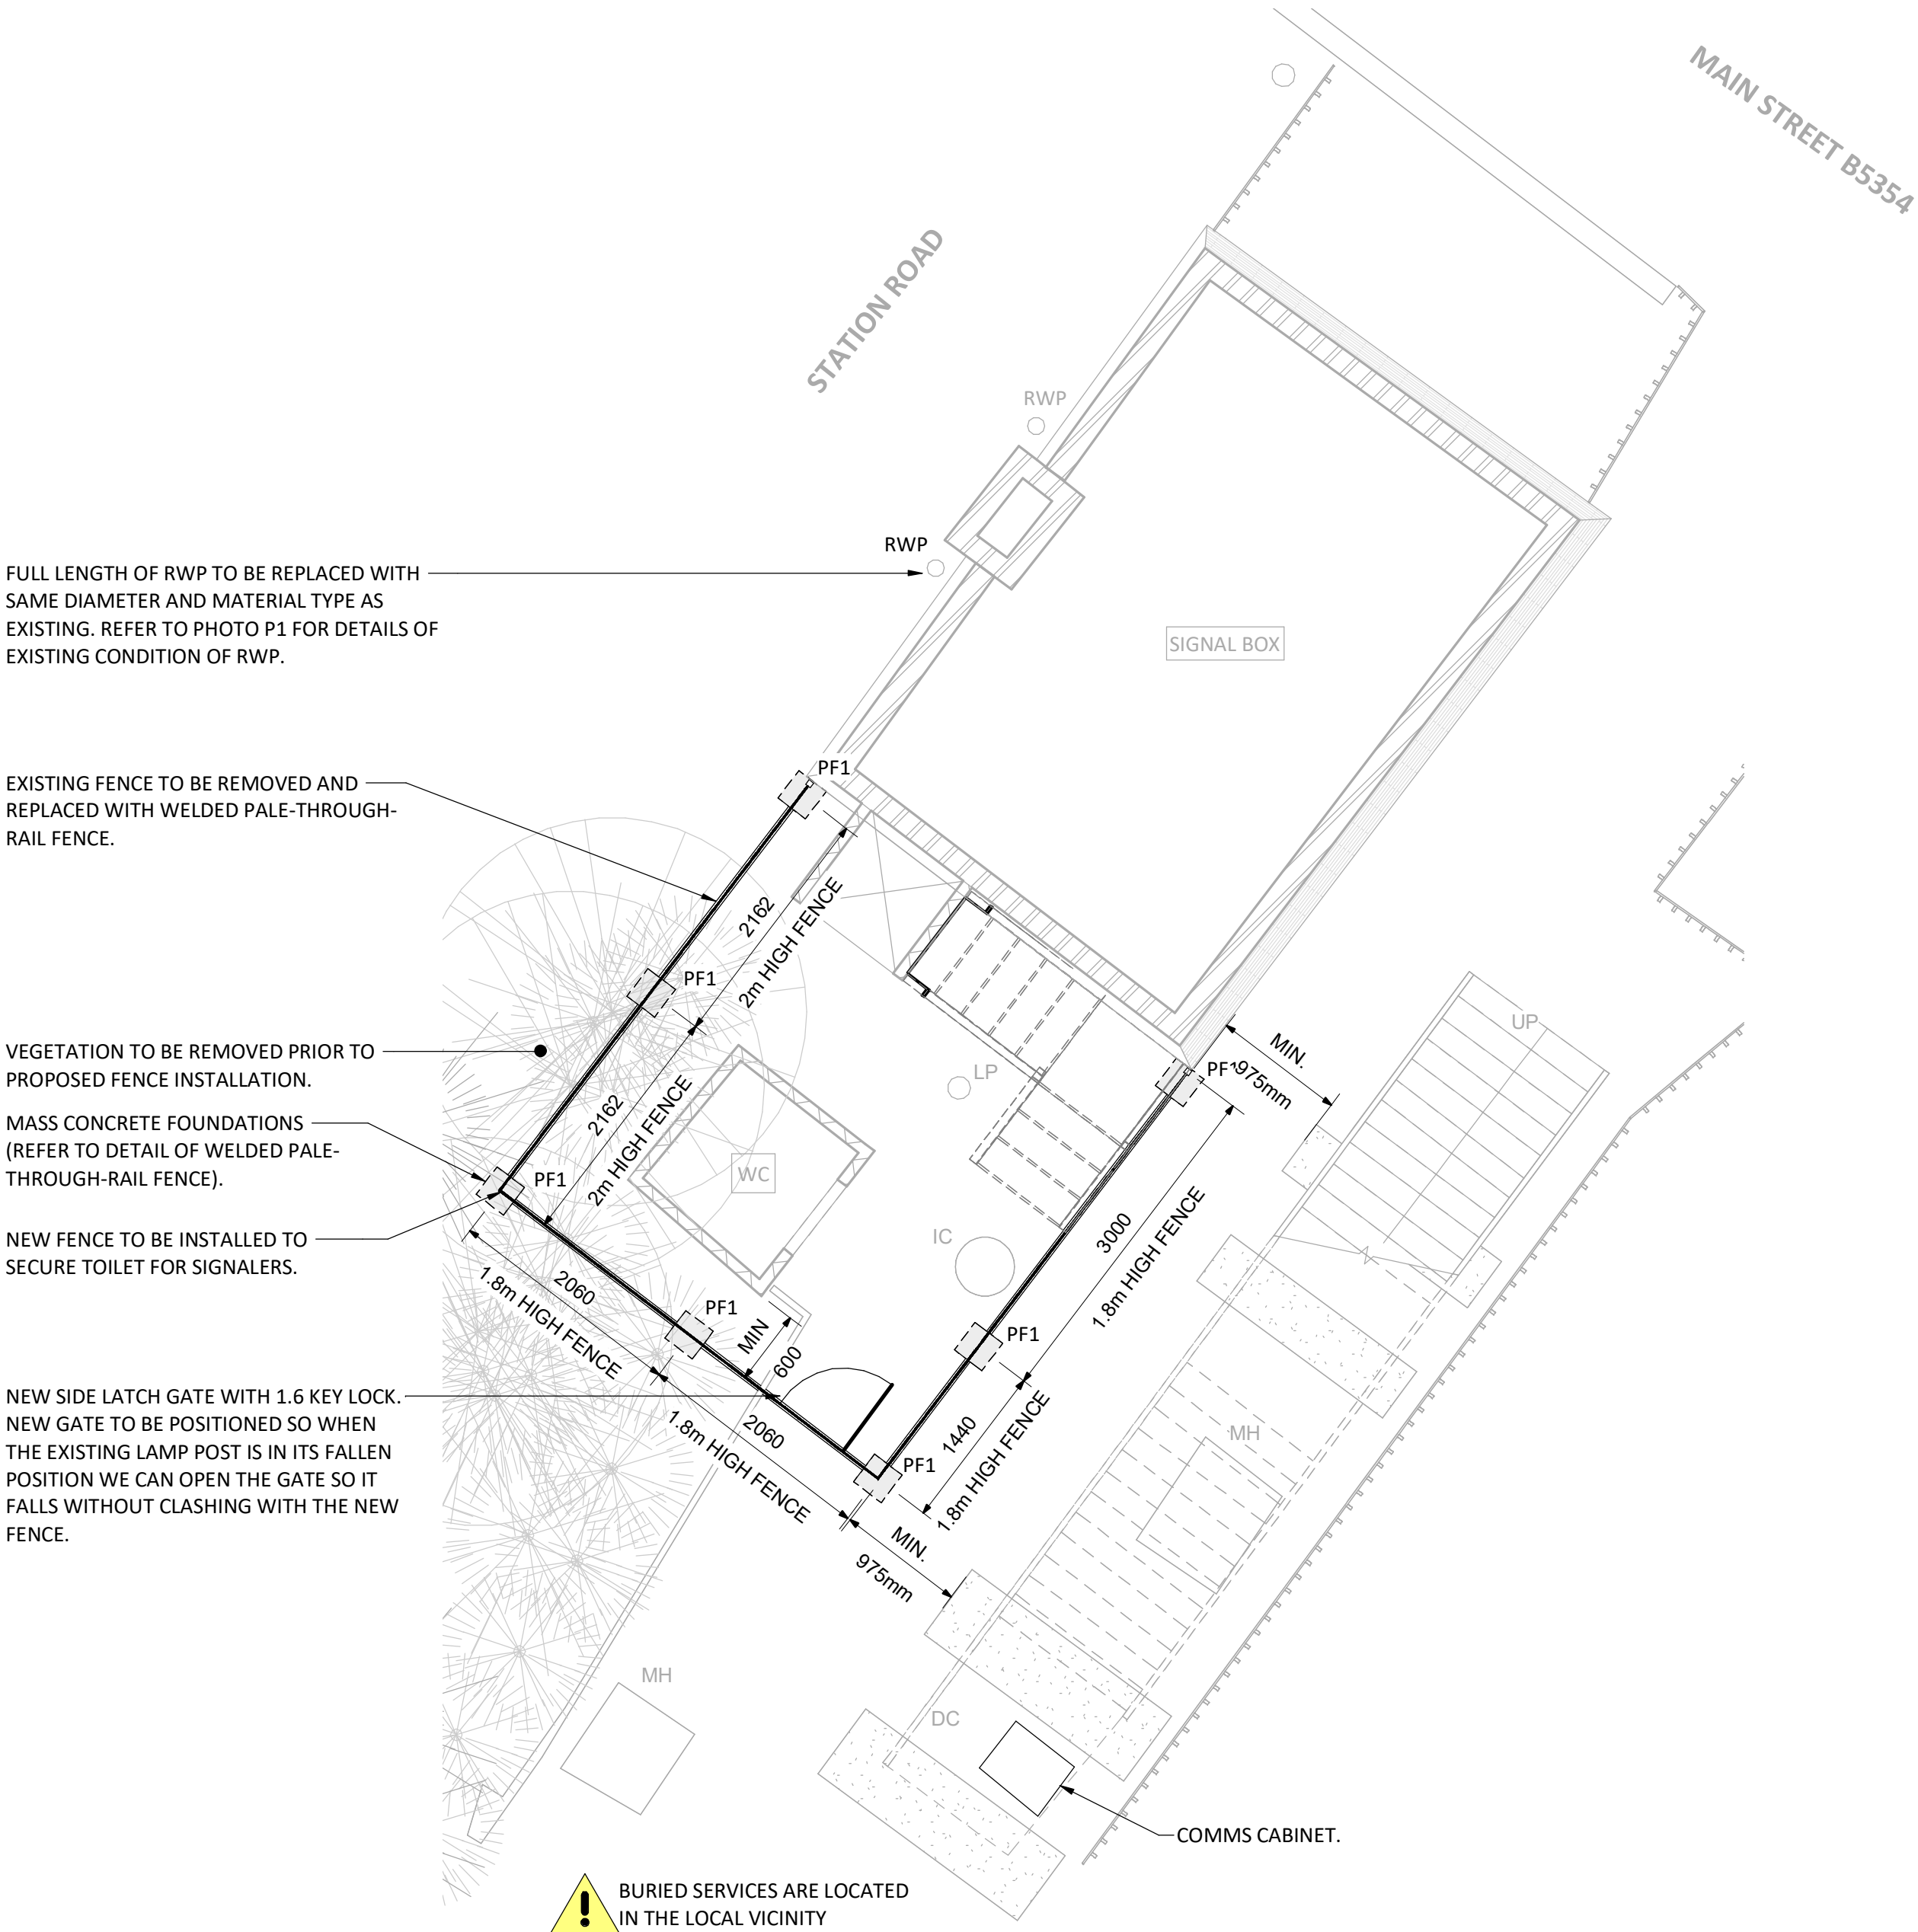 MAIN STREET B5354
STATION ROAD
RWP
RWP
FULL LENGTH OF RWP TO BE REPLACED WITH
SAME DIAMETER AND MATERIAL TYPE AS
EXISTING. REFER TO PHOTO P1 FOR DETAILS OF
EXISTING CONDITION OF RWP.
SIGNAL BOX
PF1
EXISTING FENCE TO BE REMOVED AND
REPLACED WITH WELDED PALE-THROUGH-
RAIL FENCE.
2162
2m HIGH FENCE
PF1
UP
VEGETATION TO BE REMOVED PRIOR TO
PROPOSED FENCE INSTALLATION.
LP
PF1
MIN.
975mm
2162
2m HIGH FENCE
MASS CONCRETE FOUNDATIONS
(REFER TO DETAIL OF WELDED PALE-
THROUGH-RAIL FENCE).
WC
PF1
NEW FENCE TO BE INSTALLED TO
SECURE TOILET FOR SIGNALERS.
IC
3000
1.8m HIGH FENCE
2060
1.8m HIGH FENCE
PF1
MIN
600
PF1
NEW SIDE LATCH GATE WITH 1.6 KEY LOCK.
NEW GATE TO BE POSITIONED SO WHEN
THE EXISTING LAMP POST IS IN ITS FALLEN
POSITION WE CAN OPEN THE GATE SO IT
FALLS WITHOUT CLASHING WITH THE NEW
FENCE.
2060
1.8m HIGH FENCE
1440
1.8m HIGH FENCE
MH
PF1
MIN.
975mm
MH
DC
COMMS CABINET.
!
BURIED SERVICES ARE LOCATED
IN THE LOCAL VICINITY